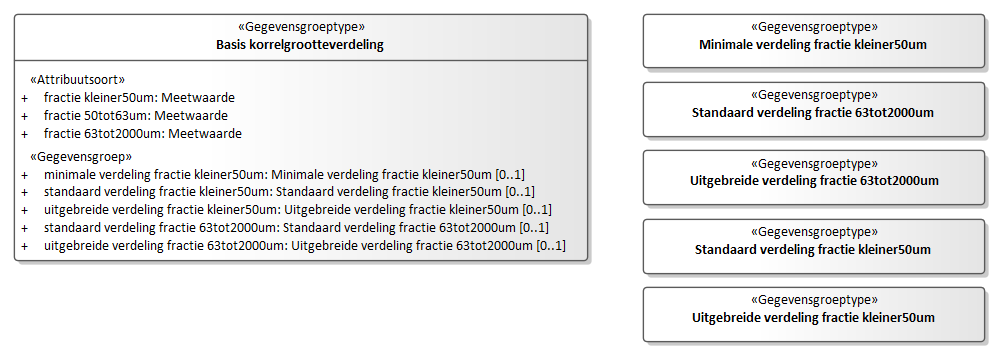 «Gegevensgroeptype»
Basis korrelgrootteverdeling
«Attribuutsoort»
+ fractie kleiner50um: Meetwaarde
+ fractie 50tot63um: Meetwaarde
+ fractie 63tot2000um: Meetwaarde
«Gegevensgroep»
+ minimale verdeling fractie kleiner50um: Minimale verdeling fractie kleiner50um [0..1]
+ standaard verdeling fractie kleiner50um: Standaard verdeling fractie kleiner50um [0..1]
+ uitgebreide verdeling fractie kleiner50um: Uitgebreide verdeling fractie kleiner50um [0..1]
+ standaard verdeling fractie 63tot2000um: Standaard verdeling fractie 63tot2000um [0..1]
+ uitgebreide verdeling fractie 63tot2000um: Uitgebreide verdeling fractie 63tot2000um [0..1]
«Gegevensgroeptype»
Minimale verdeling fractie kleiner50um
«Gegevensgroeptype»
Standaard verdeling fractie 63tot2000um
«Gegevensgroeptype»
Uitgebreide verdeling fractie 63tot2000um
«Gegevensgroeptype»
Standaard verdeling fractie kleiner50um
«Gegevensgroeptype»
Uitgebreide verdeling fractie kleiner50um